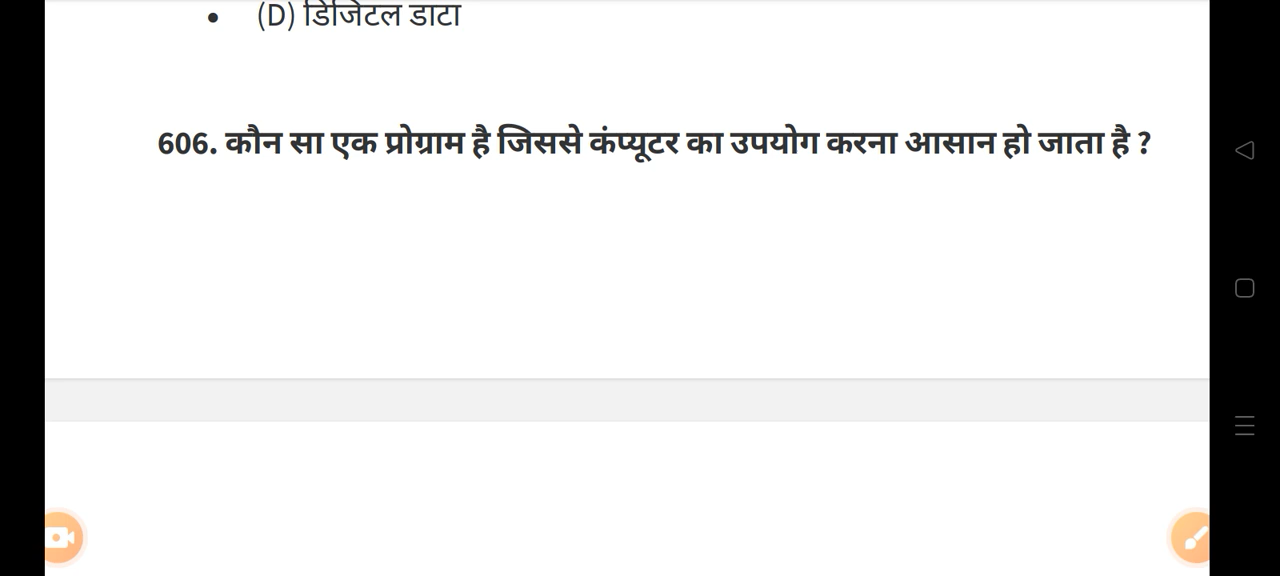 • (D) डिजिटल डाटा
606. कौन सा एक प्रोग्राम है जिससे कंप्यूटर का उपयोग करना आसान हो जाता है ?